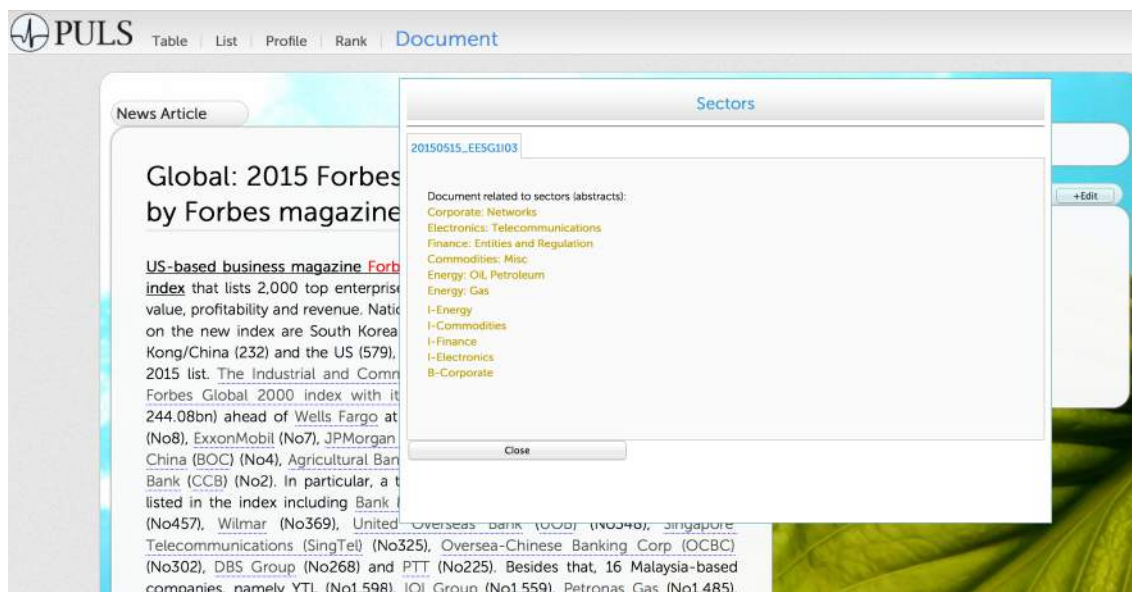 PULS Table List Profile Rank Document
News Article
Global: 2015 Forbes
by Forbes magazine
US-based business magazine Forb
index that lists 2,000 top enterprise
value, profitability and revenue. Natio
on the new index are South Korea
Kong/China (232) and the US (579),
2015 list. The Industrial and Comm
Forbes Global 2000 index with it
244.08bn) ahead of Wells Fargo at
(No8), ExxonMobil (No7), JPMorgan
China (BOC) (No4), Agricultural Ban
Bank (CCB) (No2). In particular, a t
listed in the index including Bank
(No457), Wilmar (No369), United Overseas Bank (UOB) (No348), Singapore
Telecommunications (SingTel) (No325), Oversea-Chinese Banking Corp (OCBC)
(No302), DBS Group (No268) and PTT (No225). Besides that, 16 Malaysia-based
companies, namely YTL (No1,598), IOI Group (No1,559), Petronas Gas (No1,485),
Sectors
20150515_EESG1I03
Document related to sectors (abstracts):
Corporate: Networks
Electronics: Telecommunications
Finance: Entities and Regulation
Commodities: Misc
Energy: Oil, Petroleum
Energy: Gas
I-Energy
I-Commodities
I-Finance
I-Electronics
B-Corporate
Close
+Edit